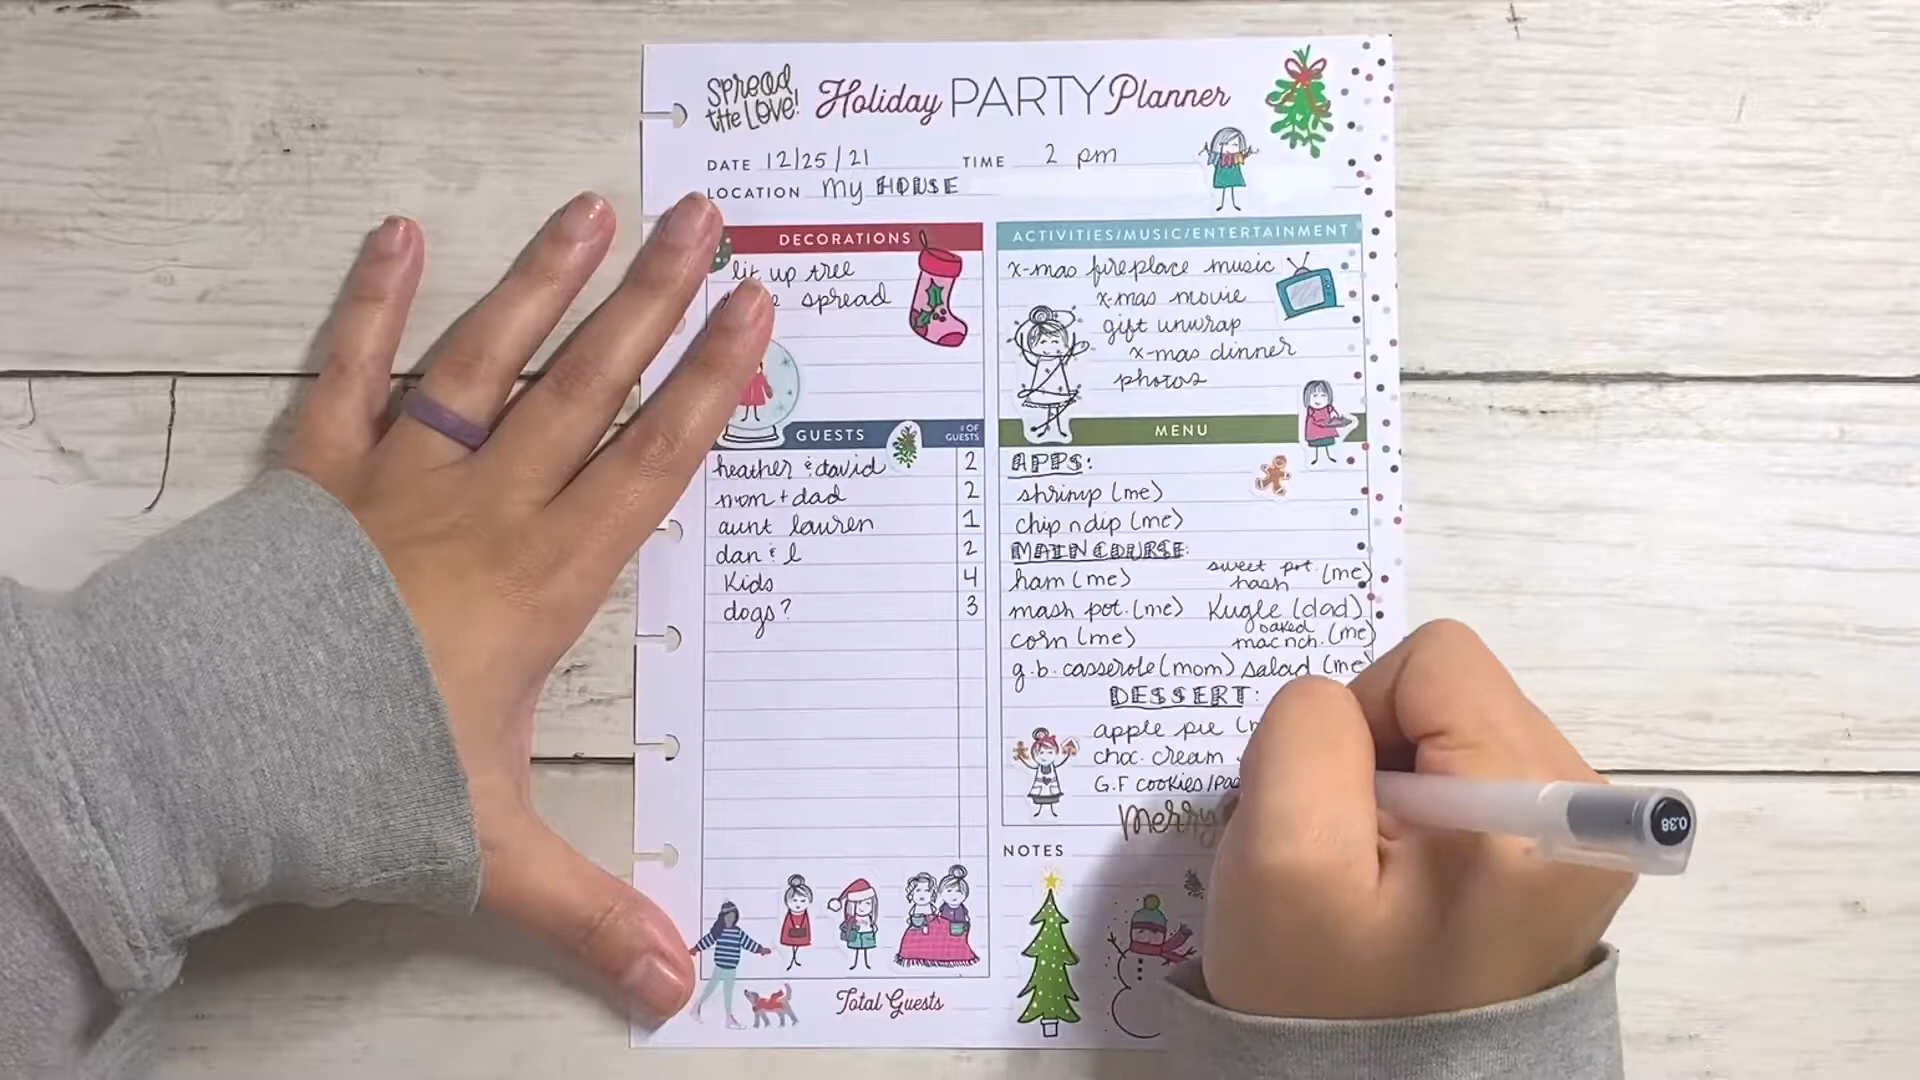 spread
the LOVE! Holiday PARTY Planner
DATE 12/25/21 TIME 2 pm
LOCATION my HOUSE
DECORATIONS
lit up tree
spread
ACTIVITIES/MUSIC/ENTERTAINMENT
x-mas fireplace music
x-mas movie
gift unwrap
x-mas dinner
photos
GUESTS # OF GUESTS
heather & david 2
mom + dad 2
aunt lauren 1
dan & l 2
Kids 4
dogs? 3
Total Guests
MENU
APPS:
shrimp (me)
chip n dip (me)
MAIN COURSE:
ham (me) sweet pot. hash (me)
mash pot. (me) Kugle (dad)
corn (me) baked mac n ch. (me)
g.b. casserole (mom) salad (me)
DESSERT:
apple pie
choc. cream
G.F cookies/
Merry
NOTES
0.38